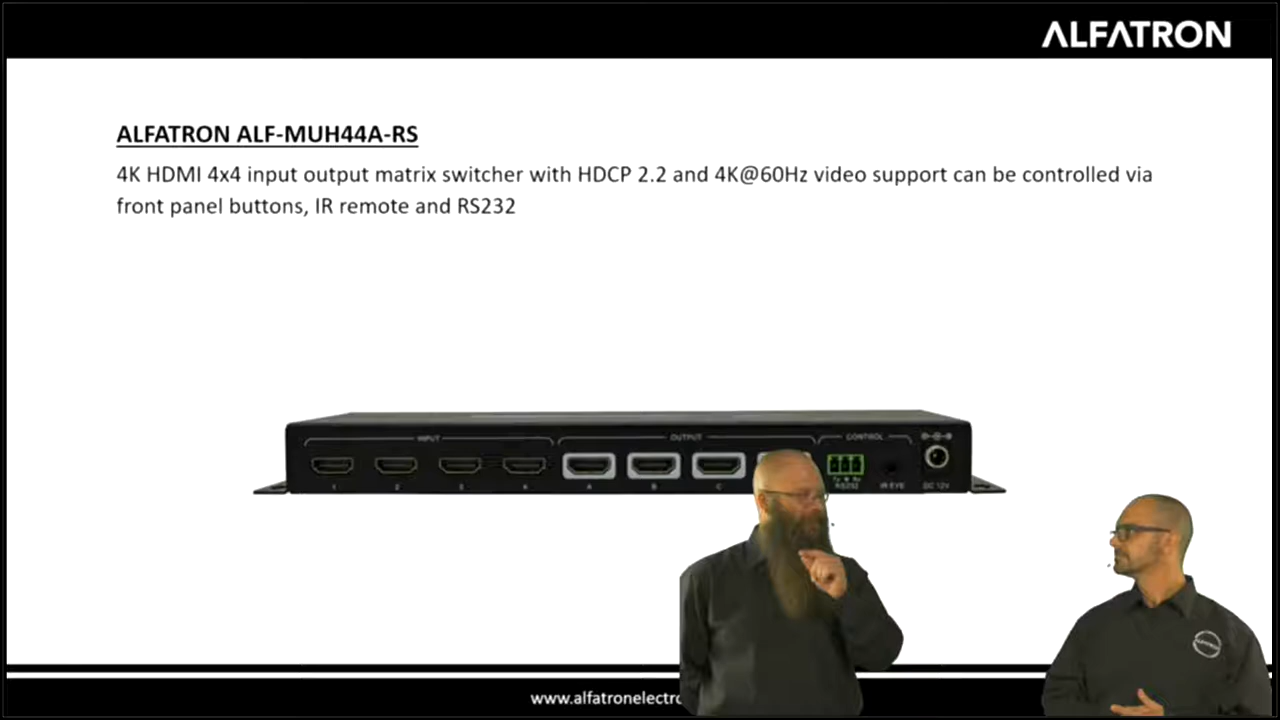 ALFATRON
ALFATRON ALF-MUH44A-RS
4K HDMI 4x4 input output matrix switcher with HDCP 2.2 and 4K@60Hz video support can be controlled via
front panel buttons, IR remote and RS232
INPUT OUTPUT CONTROL
1 2 3 4 A B C RS232 IR EYE DC 12V
ALFATRON
www.alfatronelectro